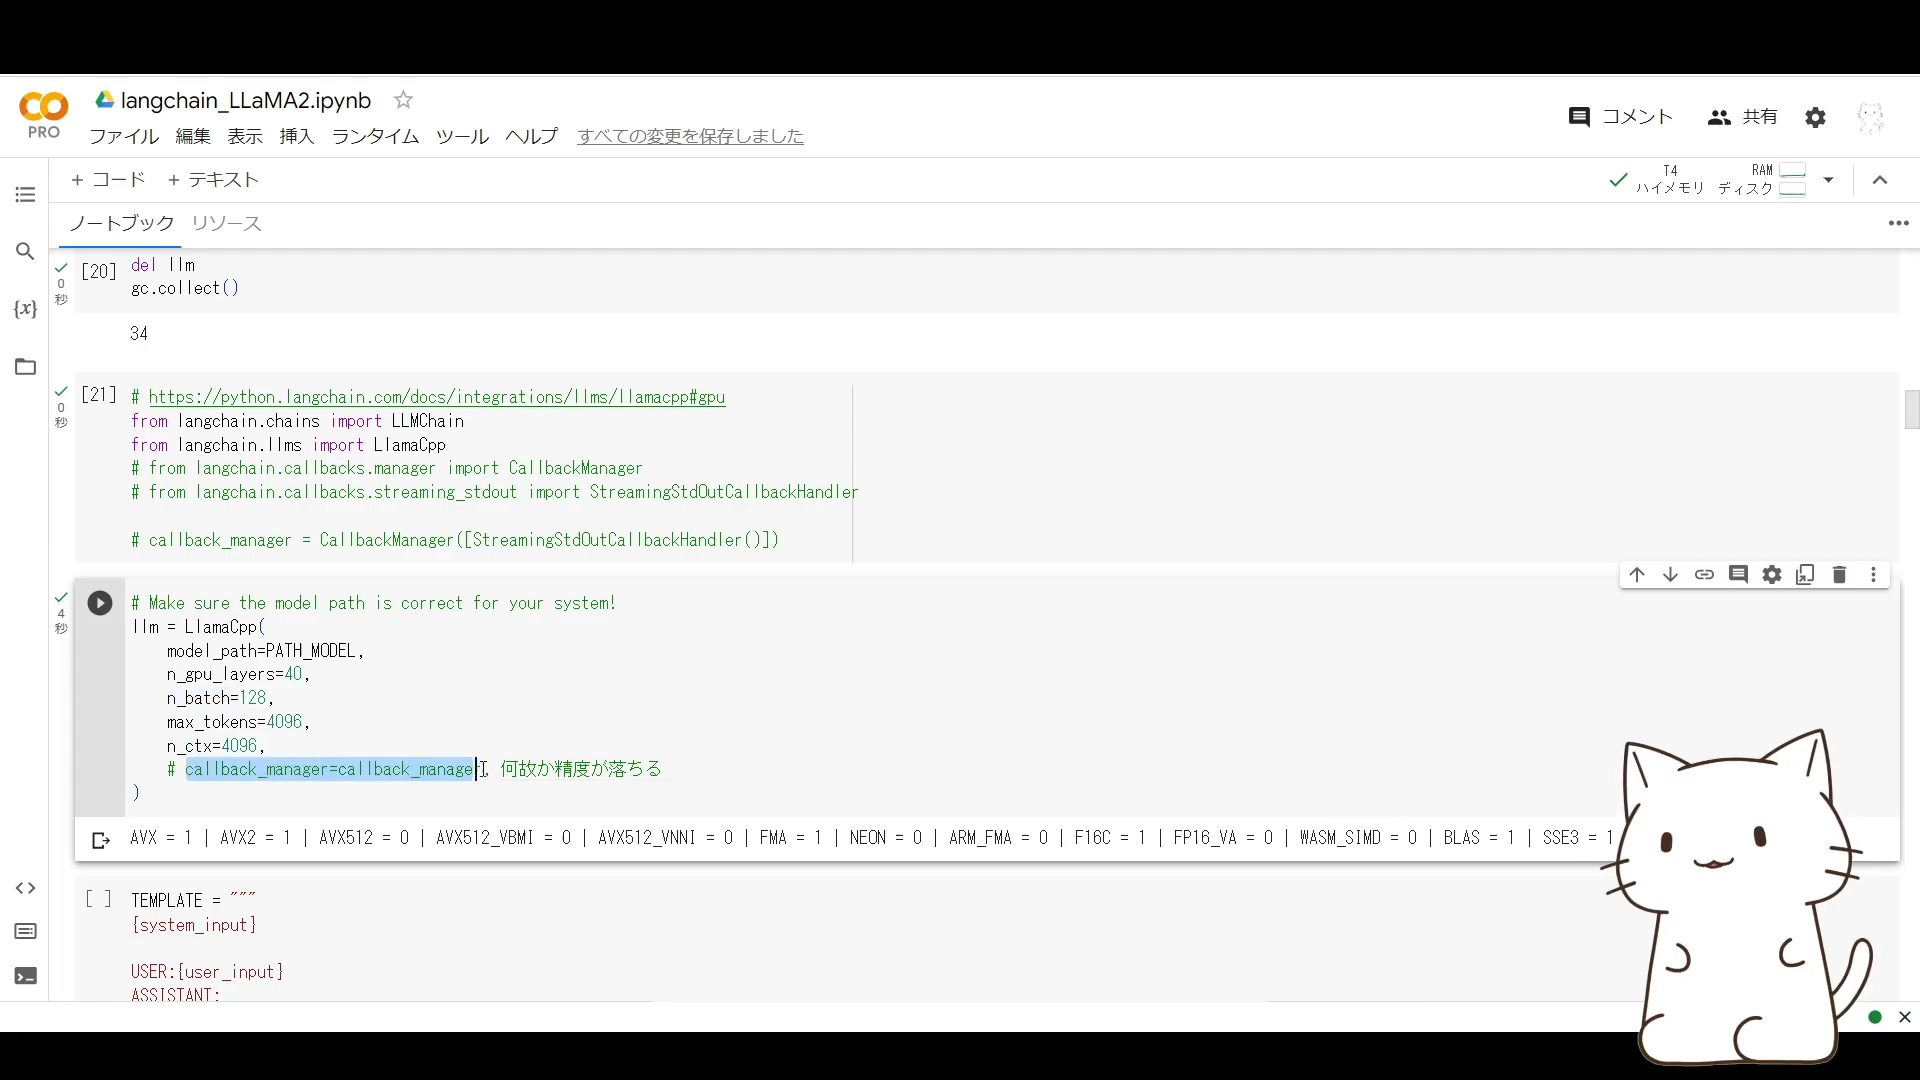 langchain_LLaMA2.ipynb
PRO
ファイル 編集 表示 挿入 ランタイム ツール ヘルプ すべての変更を保存しました
コメント 共有
+ コード + テキスト
T4 RAM
ハイメモリ ディスク
ノートブック リソース
{x}
0
秒
[20] del llm
gc.collect()
34
0
秒
[21] # https://python.langchain.com/docs/integrations/llms/llamacpp#gpu
from langchain.chains import LLMChain
from langchain.llms import LlamaCpp
# from langchain.callbacks.manager import CallbackManager
# from langchain.callbacks.streaming_stdout import StreamingStdOutCallbackHandler
# callback_manager = CallbackManager([StreamingStdOutCallbackHandler()])
4
秒
# Make sure the model path is correct for your system!
llm = LlamaCpp(
model_path=PATH_MODEL,
n_gpu_layers=40,
n_batch=128,
max_tokens=4096,
n_ctx=4096,
# callback_manager=callback_manager, 何故か精度が落ちる
)
AVX = 1 | AVX2 = 1 | AVX512 = 0 | AVX512_VBMI = 0 | AVX512_VNNI = 0 | FMA = 1 | NEON = 0 | ARM_FMA = 0 | F16C = 1 | FP16_VA = 0 | WASM_SIMD = 0 | BLAS = 1 | SSE3 = 1
[ ] TEMPLATE = """
{system_input}
USER:{user_input}
ASSISTANT: